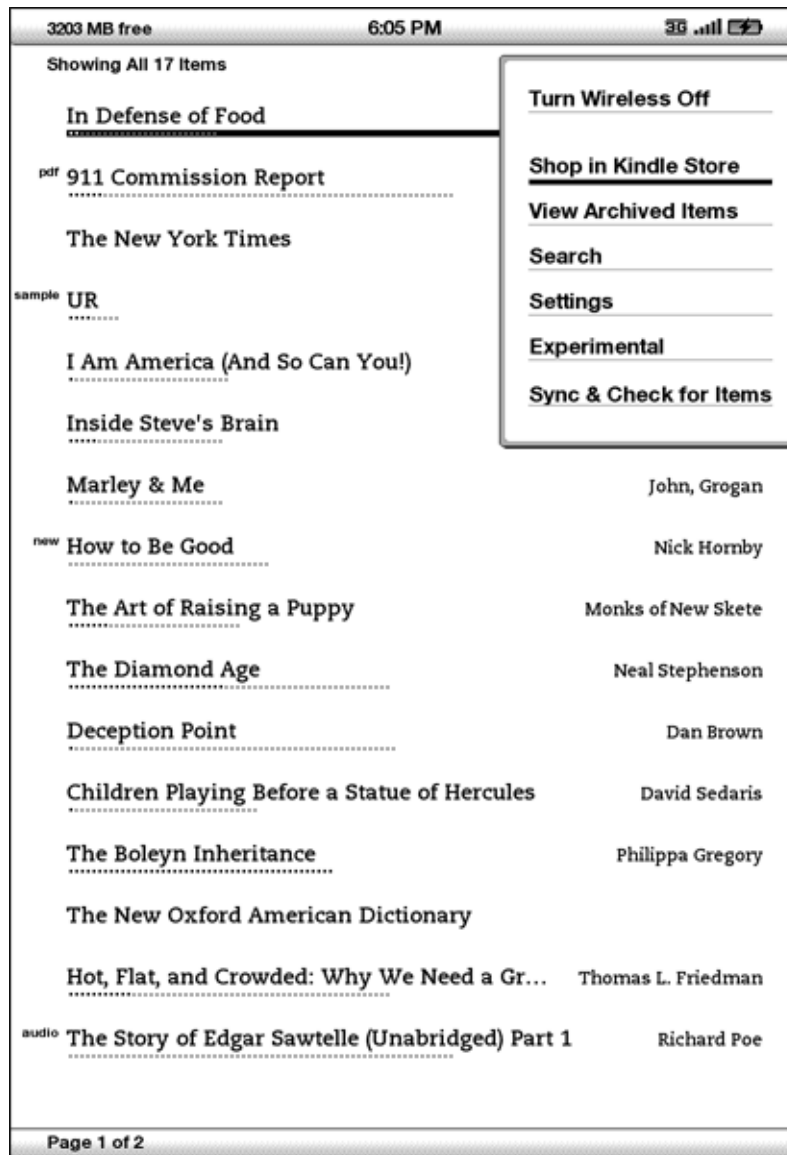 3203 MB free 6:05 PM 3G
Showing All 17 Items
In Defense of Food
pdf 911 Commission Report
The New York Times
sample UR
I Am America (And So Can You!)
Inside Steve's Brain
Turn Wireless Off
Shop in Kindle Store
View Archived Items
Search
Settings
Experimental
Sync & Check for Items
Marley & Me John, Grogan
new How to Be Good Nick Hornby
The Art of Raising a Puppy Monks of New Skete
The Diamond Age Neal Stephenson
Deception Point Dan Brown
Children Playing Before a Statue of Hercules David Sedaris
The Boleyn Inheritance Philippa Gregory
The New Oxford American Dictionary
Hot, Flat, and Crowded: Why We Need a Gr... Thomas L. Friedman
audio The Story of Edgar Sawtelle (Unabridged) Part 1 Richard Poe
Page 1 of 2